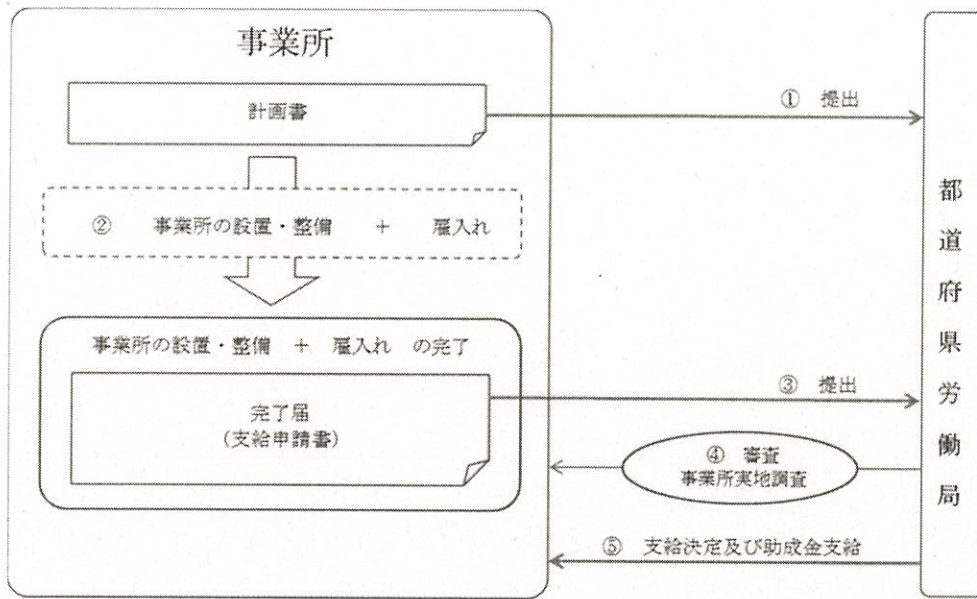 事業所
計画書
① 提出
② 事業所の設置・整備 + 雇入れ
事業所の設置・整備 + 雇入れ の完了
完了届
(支給申請書)
③ 提出
④ 審査
事業所実地調査
⑤ 支給決定及び助成金支給
都道府県労働局